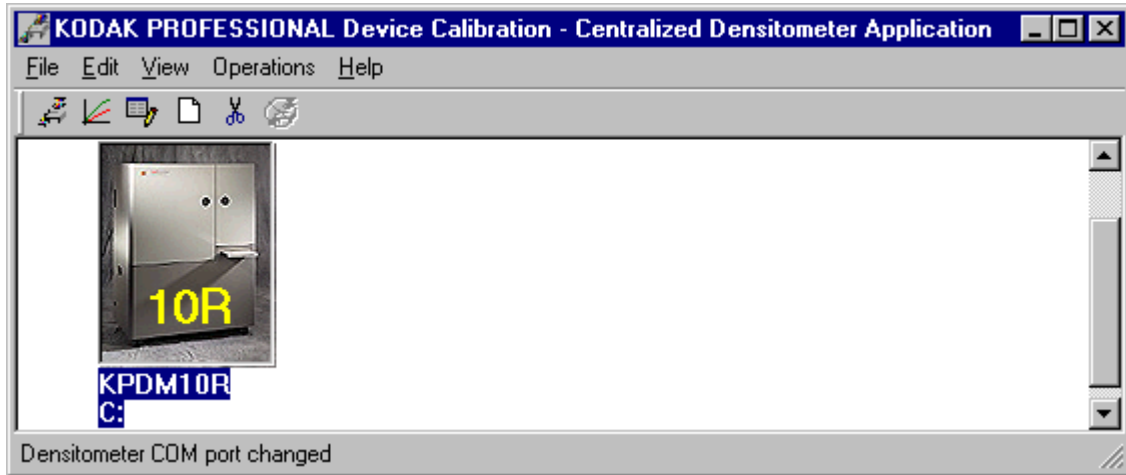 KODAK PROFESSIONAL Device Calibration - Centralized Densitometer Application
File Edit View Operations Help
10R
KPDM10R
C:
Densitometer COM port changed